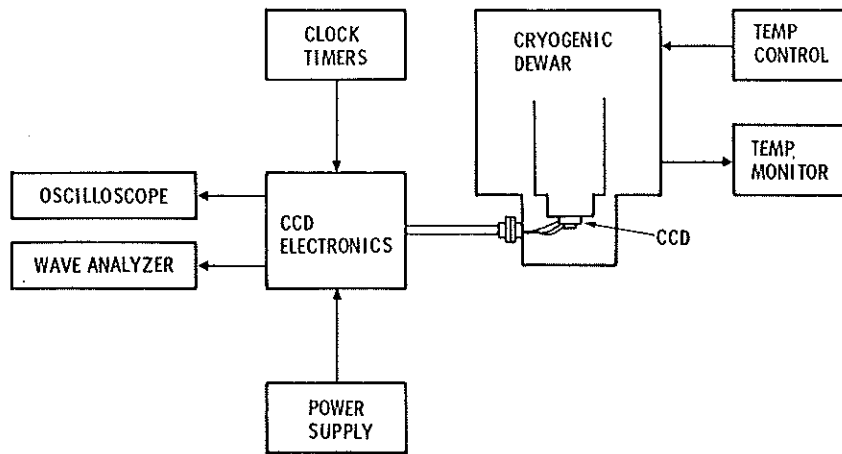 CLOCK
TIMERS
CRYOGENIC
DEWAR
TEMP
CONTROL
TEMP.
MONITOR
OSCILLOSCOPE
CCD
ELECTRONICS
WAVE ANALYZER
CCD
POWER
SUPPLY